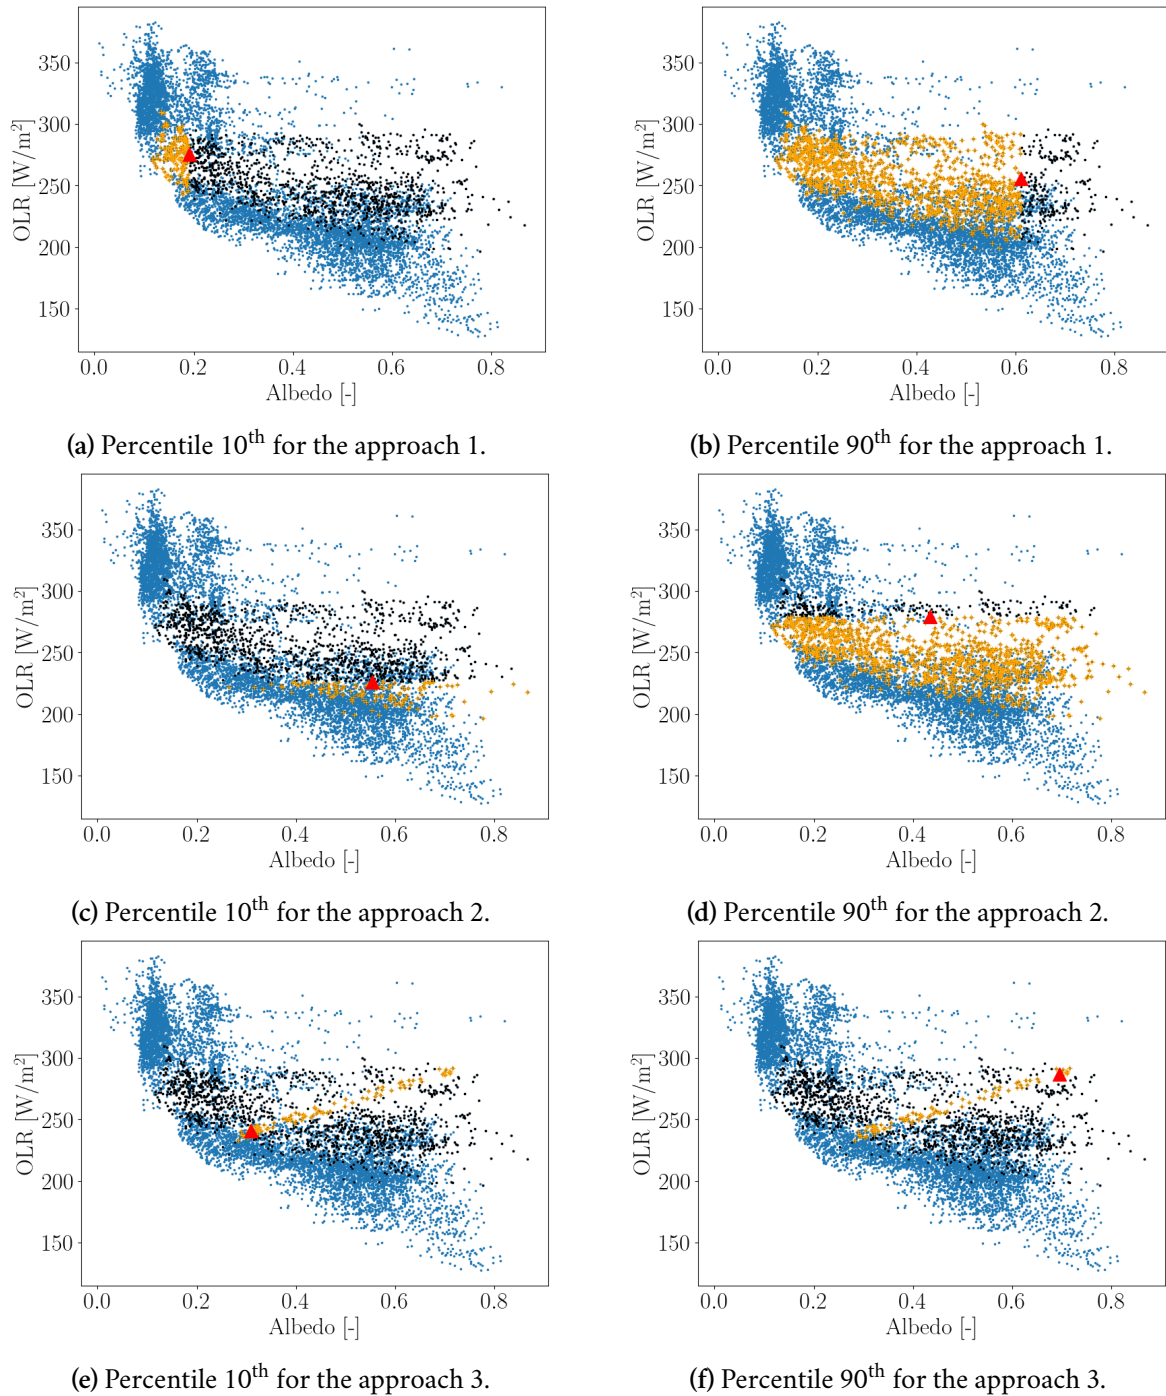 350
300
250
200
150
OLR [W/m²]
0.0 0.2 0.4 0.6 0.8
Albedo [-]
(a) Percentile 10th for the approach 1.
350
300
250
200
150
OLR [W/m²]
0.0 0.2 0.4 0.6 0.8
Albedo [-]
(b) Percentile 90th for the approach 1.
350
300
250
200
150
OLR [W/m²]
0.0 0.2 0.4 0.6 0.8
Albedo [-]
(c) Percentile 10th for the approach 2.
350
300
250
200
150
OLR [W/m²]
0.0 0.2 0.4 0.6 0.8
Albedo [-]
(d) Percentile 90th for the approach 2.
350
300
250
200
150
OLR [W/m²]
0.0 0.2 0.4 0.6 0.8
Albedo [-]
(e) Percentile 10th for the approach 3.
350
300
250
200
150
OLR [W/m²]
0.0 0.2 0.4 0.6 0.8
Albedo [-]
(f) Percentile 90th for the approach 3.